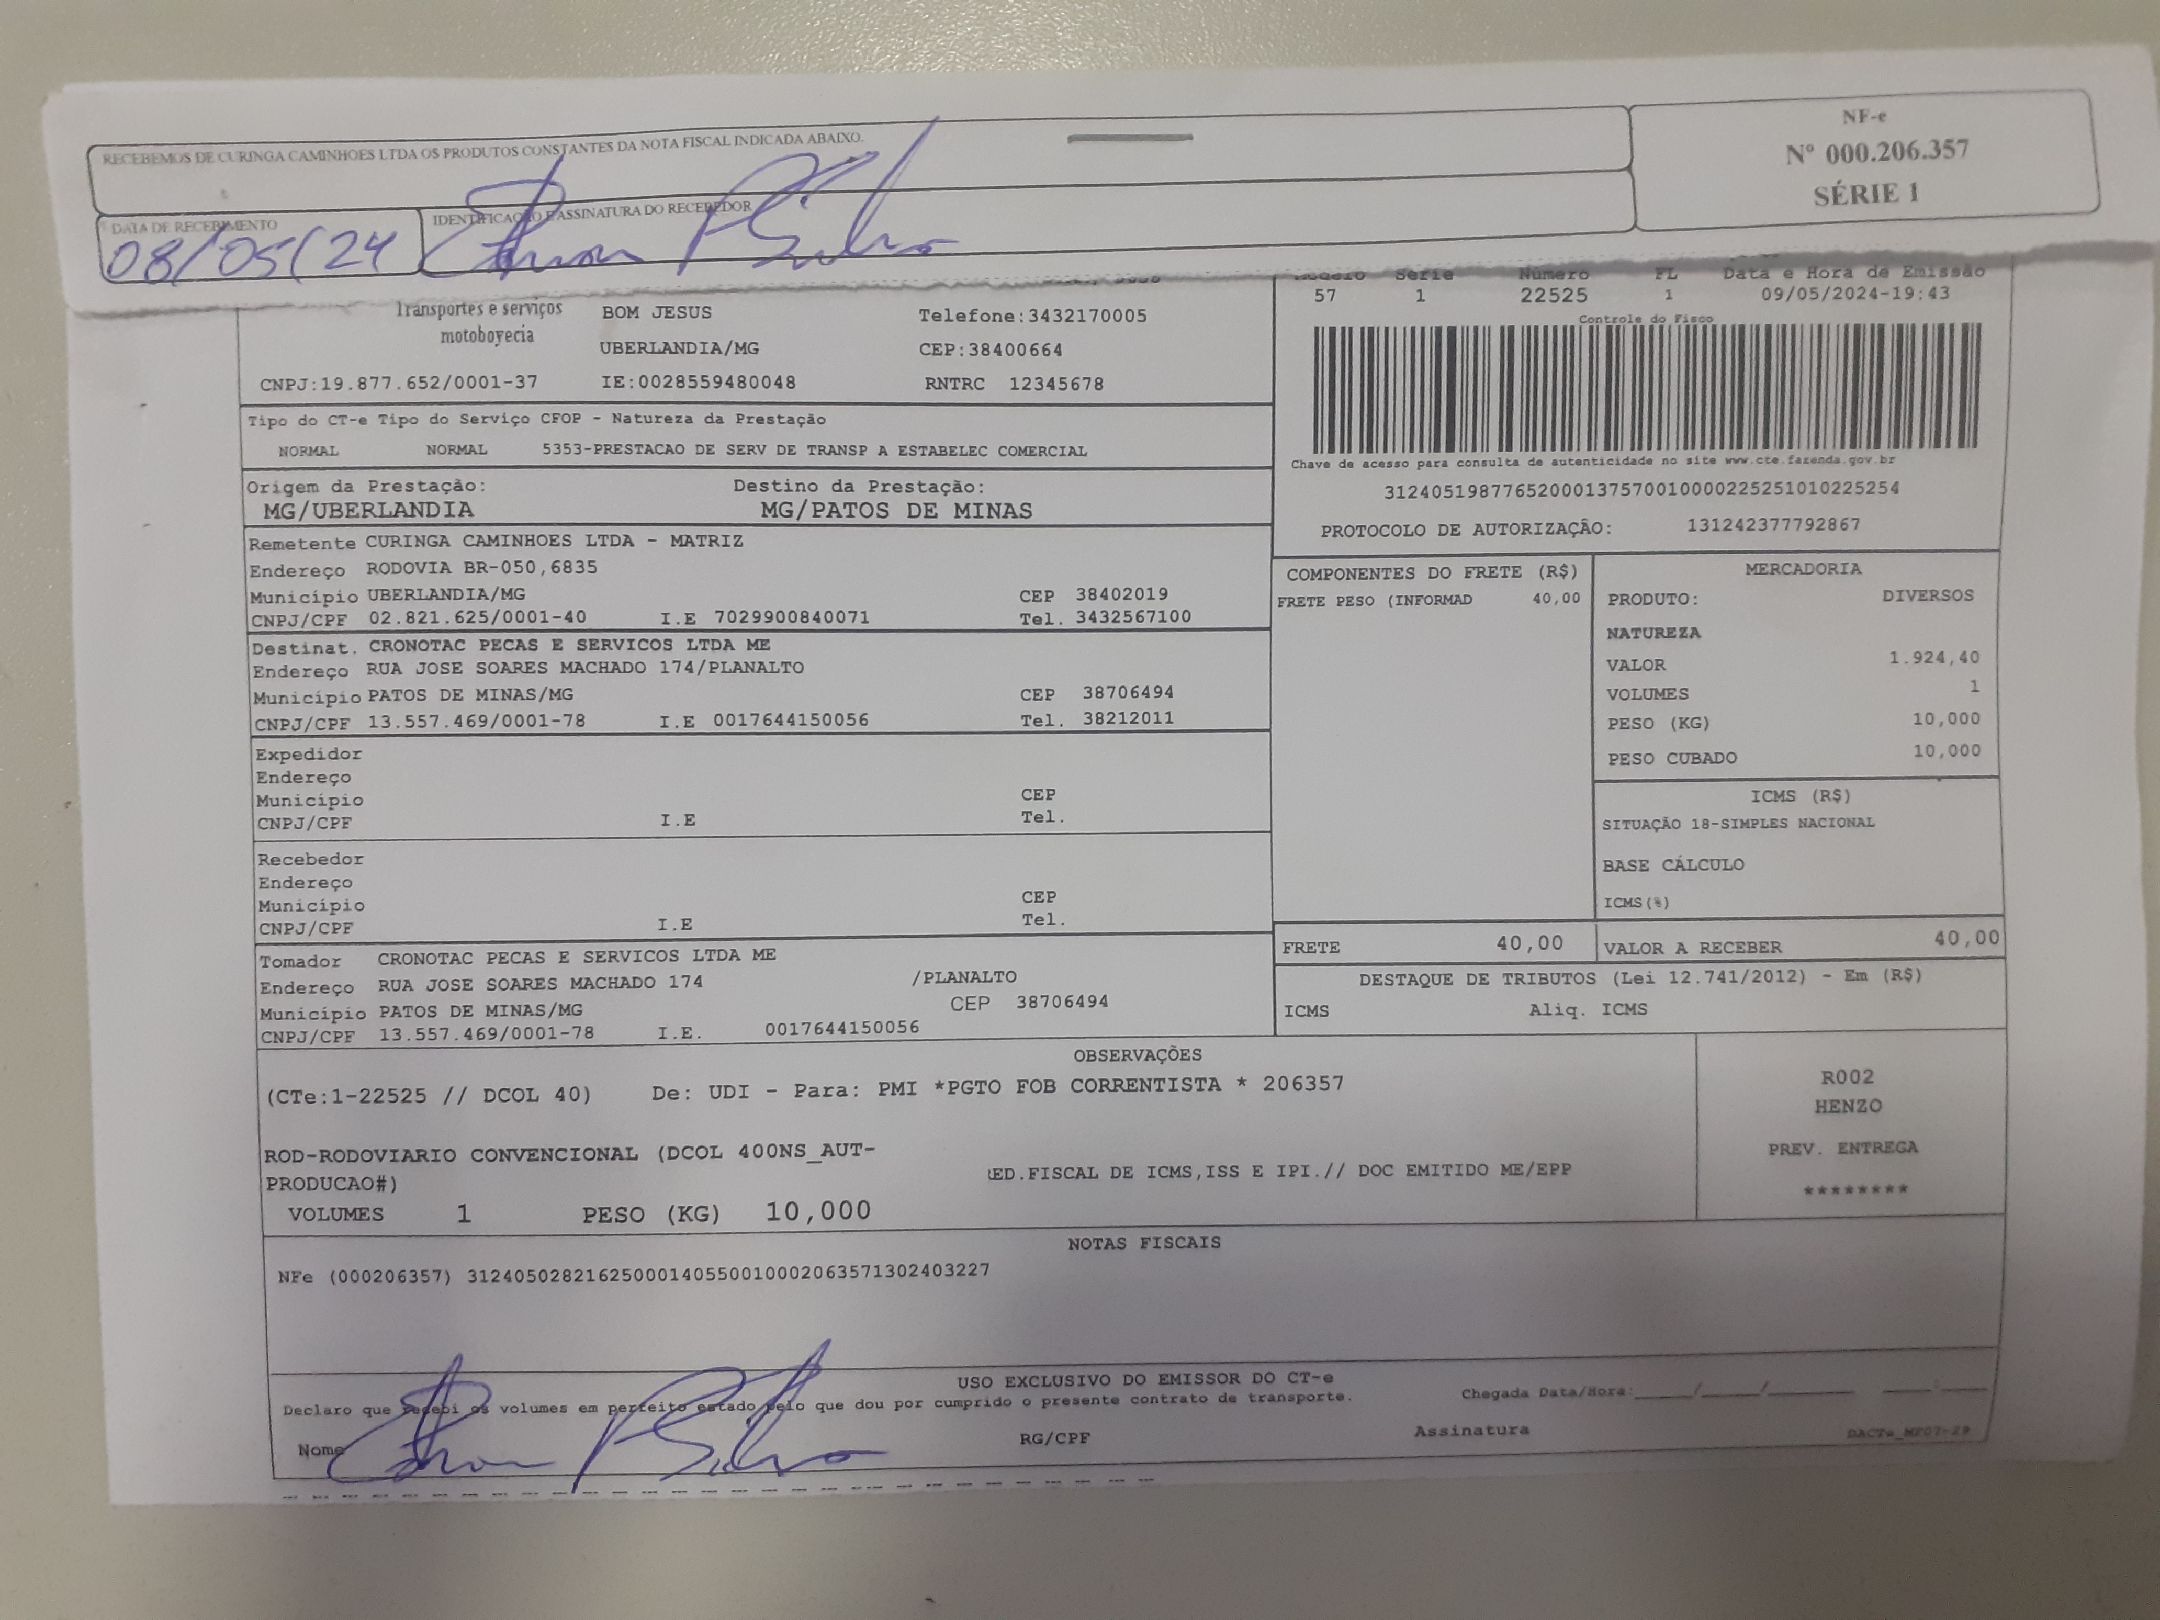 RECEBEMOS DE CURINGA CAMINHOES LTDA OS PRODUTOS CONSTANTES DA NOTA FISCAL INDICADA ABAIXO.
NF-e
Nº 000.206.357
SÉRIE 1
DATA DE RECEBIMENTO
IDENTIFICAÇÃO E ASSINATURA DO RECEBEDOR
08/05/24
Modelo Serie Número FL Data e Hora de Emissão
57 1 22525 1 09/05/2024-19:43
Transportes e serviços
motoboyecia
BOM JESUS Telefone:3432170005
UBERLANDIA/MG CEP:38400664
CNPJ:19.877.652/0001-37 IE:0028559480048 RNTRC 12345678
Controle do Fisco
Chave de acesso para consulta de autenticidade no site www.cte.fazenda.gov.br
31240519877652000137570010000225251010225254
PROTOCOLO DE AUTORIZAÇÃO: 131242377792867
Tipo do CT-e Tipo do Serviço CFOP - Natureza da Prestação
NORMAL NORMAL 5353-PRESTACAO DE SERV DE TRANSP A ESTABELEC COMERCIAL
Origem da Prestação: Destino da Prestação:
MG/UBERLANDIA MG/PATOS DE MINAS
Remetente CURINGA CAMINHOES LTDA - MATRIZ
Endereço RODOVIA BR-050,6835
Município UBERLANDIA/MG CEP 38402019
CNPJ/CPF 02.821.625/0001-40 I.E 7029900840071 Tel. 3432567100
Destinat. CRONOTAC PECAS E SERVICOS LTDA ME
Endereço RUA JOSE SOARES MACHADO 174/PLANALTO
Município PATOS DE MINAS/MG CEP 38706494
CNPJ/CPF 13.557.469/0001-78 I.E 0017644150056 Tel. 38212011
Expedidor
Endereço
Município CEP
CNPJ/CPF I.E Tel.
Recebedor
Endereço
Município CEP
CNPJ/CPF I.E Tel.
Tomador CRONOTAC PECAS E SERVICOS LTDA ME
Endereço RUA JOSE SOARES MACHADO 174 /PLANALTO
Município PATOS DE MINAS/MG CEP 38706494
CNPJ/CPF 13.557.469/0001-78 I.E. 0017644150056
COMPONENTES DO FRETE (R$)
FRETE PESO (INFORMAD 40,00
MERCADORIA
PRODUTO: DIVERSOS
NATUREZA
VALOR 1.924,40
VOLUMES 1
PESO (KG) 10,000
PESO CUBADO 10,000
ICMS (R$)
SITUAÇÃO 18-SIMPLES NACIONAL
BASE CÁLCULO
ICMS(%)
FRETE 40,00 VALOR A RECEBER 40,00
DESTAQUE DE TRIBUTOS (Lei 12.741/2012) - Em (R$)
ICMS Aliq. ICMS
OBSERVAÇÕES
(CTe:1-22525 // DCOL 40) De: UDI - Para: PMI *PGTO FOB CORRENTISTA * 206357
ROD-RODOVIARIO CONVENCIONAL (DCOL 400NS_AUT-
PRODUCAO#)
RED.FISCAL DE ICMS,ISS E IPI.// DOC EMITIDO ME/EPP
VOLUMES 1 PESO (KG) 10,000
R002
HENZO
PREV. ENTREGA
********
NOTAS FISCAIS
NFe (000206357) 31240502821625000140550010002063571302403227
USO EXCLUSIVO DO EMISSOR DO CT-e
Declaro que recebi os volumes em perfeito estado pelo que dou por cumprido o presente contrato de transporte.
Chegada Data/Hora:_____/_____/_______ ____:____
Nome RG/CPF Assinatura